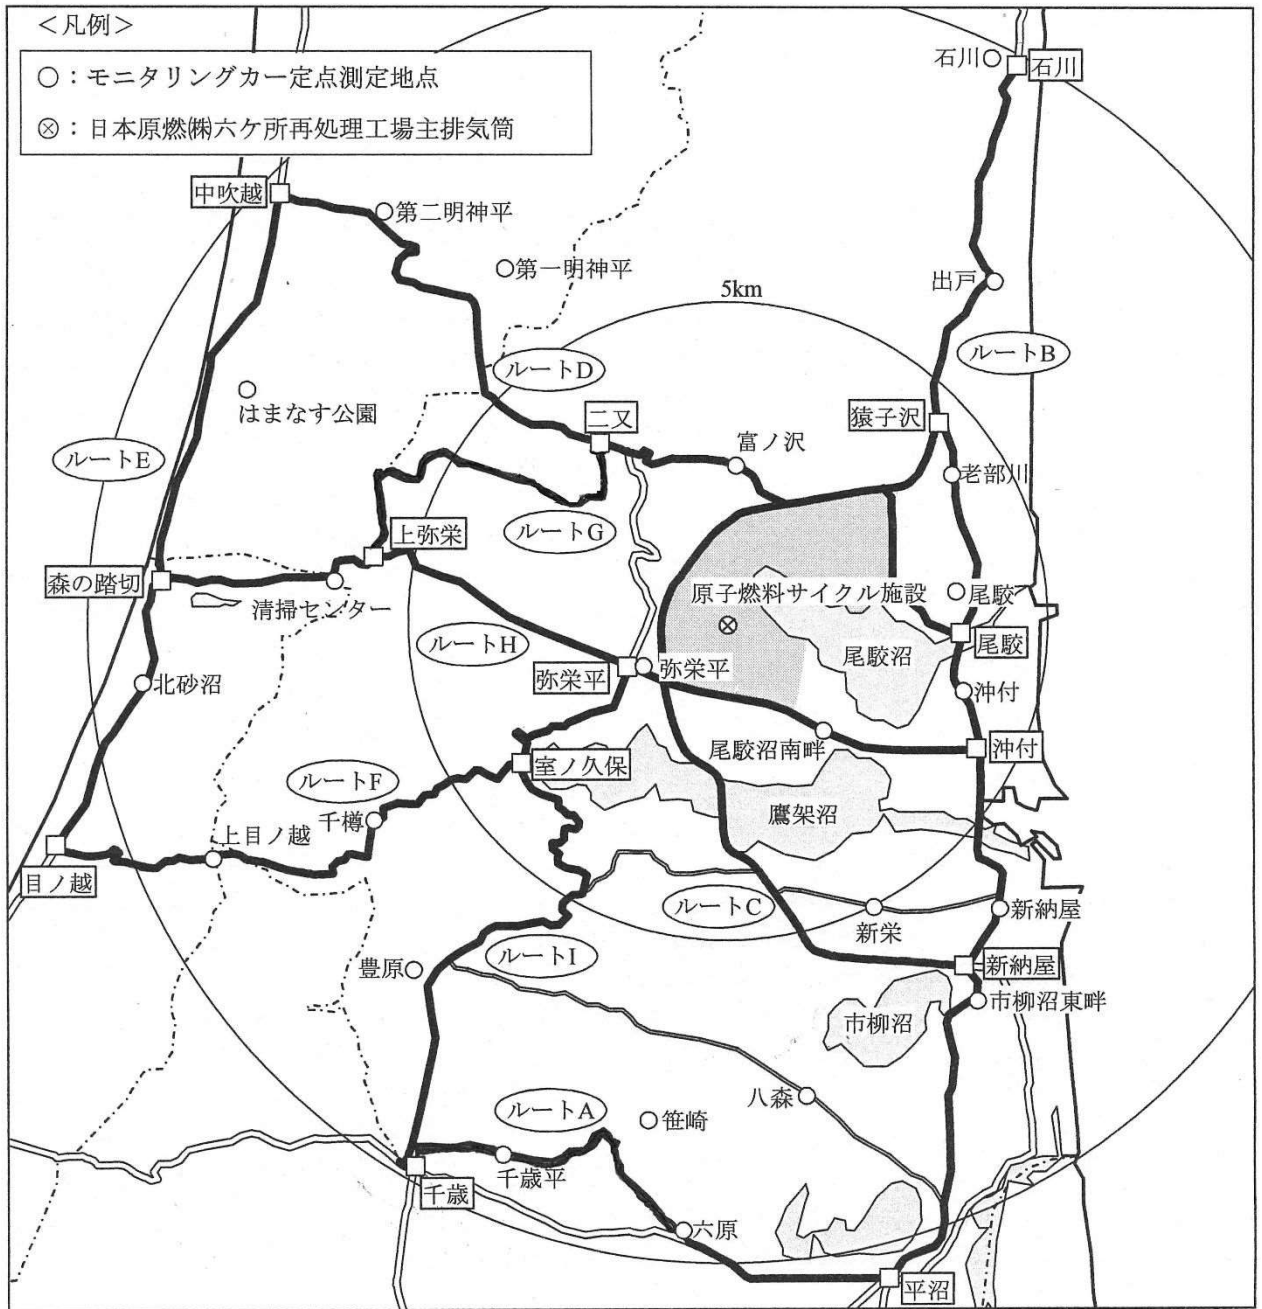 <凡例>
○：モニタリングカー定点測定地点
⊗：日本原燃㈱六ケ所再処理工場主排気筒
石川
石川
中吹越
第二明神平
第一明神平
出戸
5km
ルートB
ルートD
はまなす公園
二又
猿子沢
富ノ沢
ルートE
老部川
ルートG
上弥栄
森の踏切
清掃センター
原子燃料サイクル施設
尾駮
ルートH
尾駮沼
尾駮
弥栄平
弥栄平
北砂沼
沖付
尾駮沼南畔
沖付
室ノ久保
ルートF
千樽
鷹架沼
上目ノ越
目ノ越
ルートC
新栄
新納屋
ルートI
豊原
新納屋
市柳沼東畔
市柳沼
八森
ルートA
笹崎
千歳平
千歳
六原
平沼